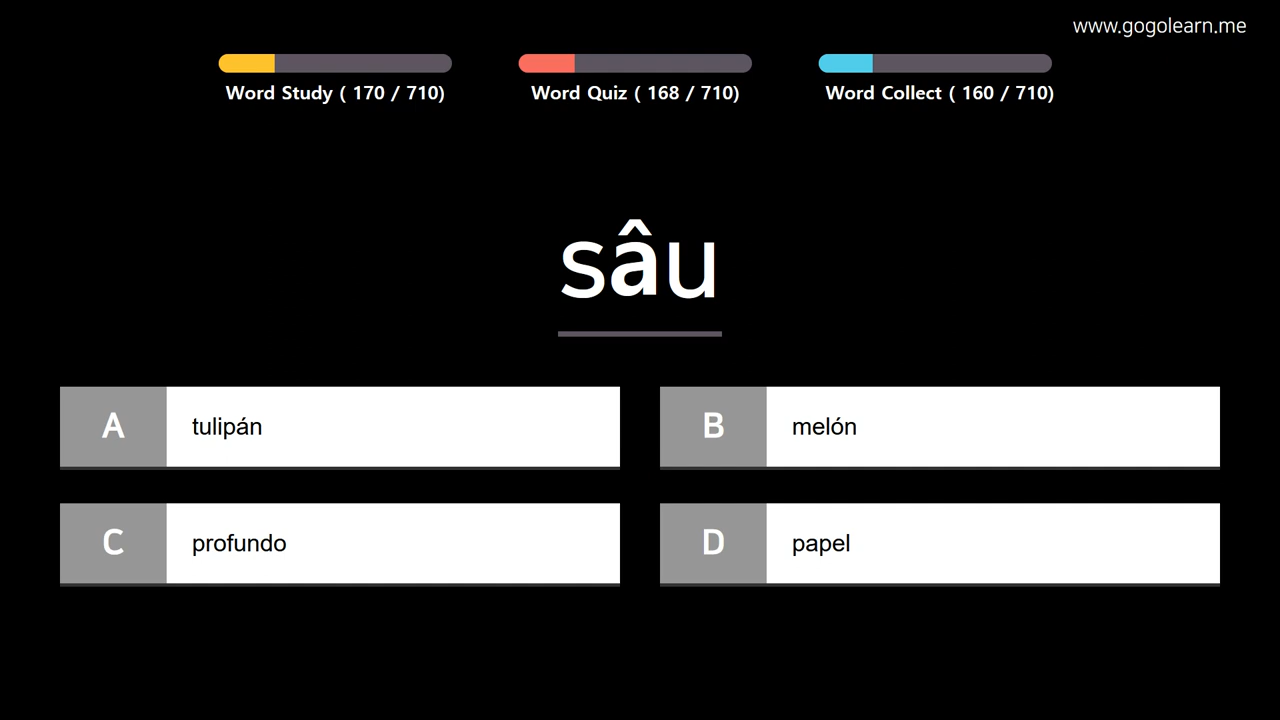 www.gogolearn.me
Word Study ( 170 / 710)
Word Quiz ( 168 / 710)
Word Collect ( 160 / 710)
sâu
A tulipán
B melón
C profundo
D papel